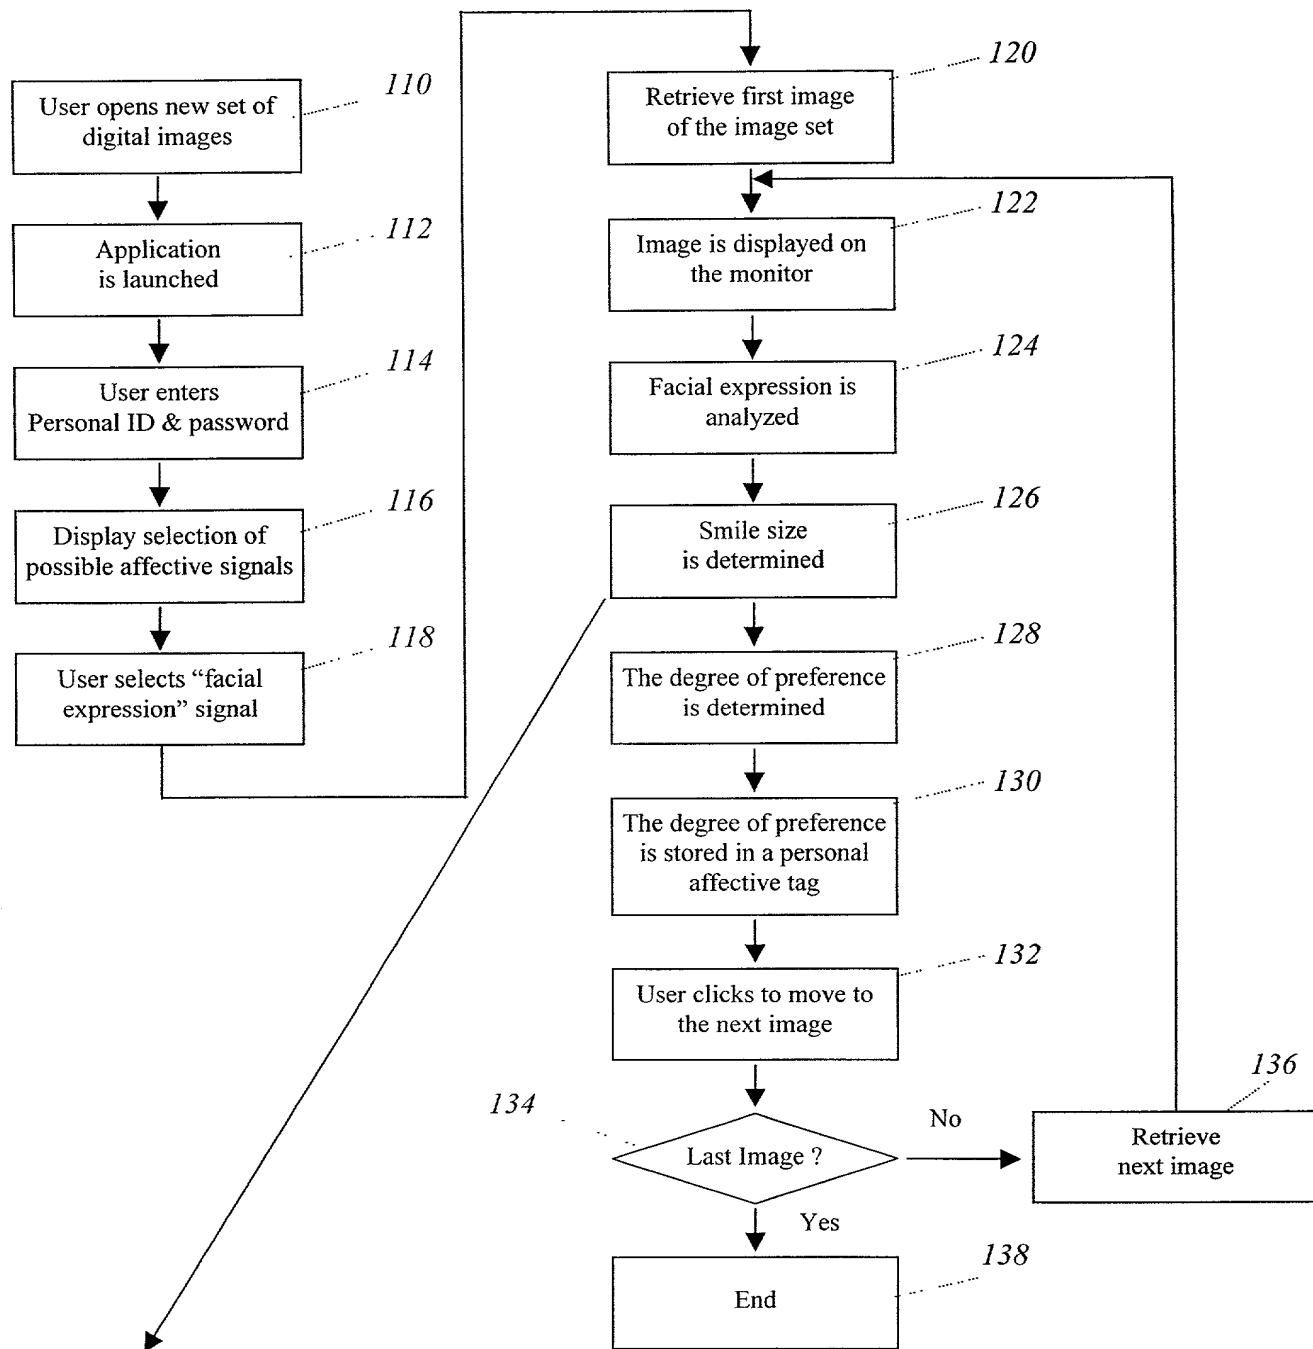 110
User opens new set of
digital images
112
Application
is launched
114
User enters
Personal ID & password
116
Display selection of
possible affective signals
118
User selects “facial
expression” signal
120
Retrieve first image
of the image set
122
Image is displayed on
the monitor
124
Facial expression is
analyzed
126
Smile size
is determined
128
The degree of preference
is determined
130
The degree of preference
is stored in a personal
affective tag
132
User clicks to move to
the next image
134
Last Image ?
No
136
Retrieve
next image
Yes
138
End